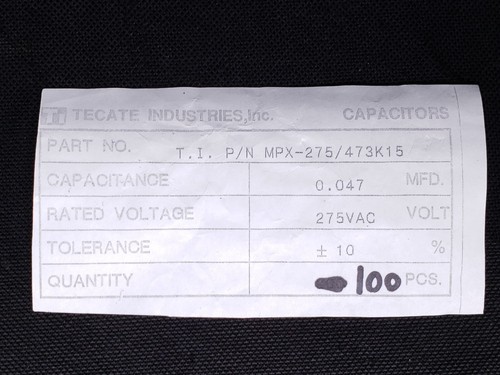 Ti TECATE INDUSTRIES, Inc. CAPACITORS
PART NO. T.I. P/N MPX-275/473K15
CAPACITANCE 0.047 MFD.
RATED VOLTAGE 275VAC VOLT
TOLERANCE ± 10 %
QUANTITY 100 PCS.